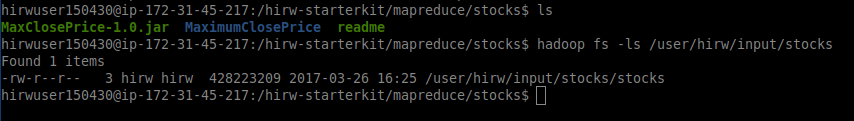 hirwuser150430@ip-172-31-45-217:/hirw-starterkit/mapreduce/stocks$ ls
MaxClosePrice-1.0.jar  MaximumClosePrice  readme
hirwuser150430@ip-172-31-45-217:/hirw-starterkit/mapreduce/stocks$ hadoop fs -ls /user/hirw/input/stocks
Found 1 items
-rw-r--r--   3 hirw hirw  428223209 2017-03-26 16:25 /user/hirw/input/stocks/stocks
hirwuser150430@ip-172-31-45-217:/hirw-starterkit/mapreduce/stocks$